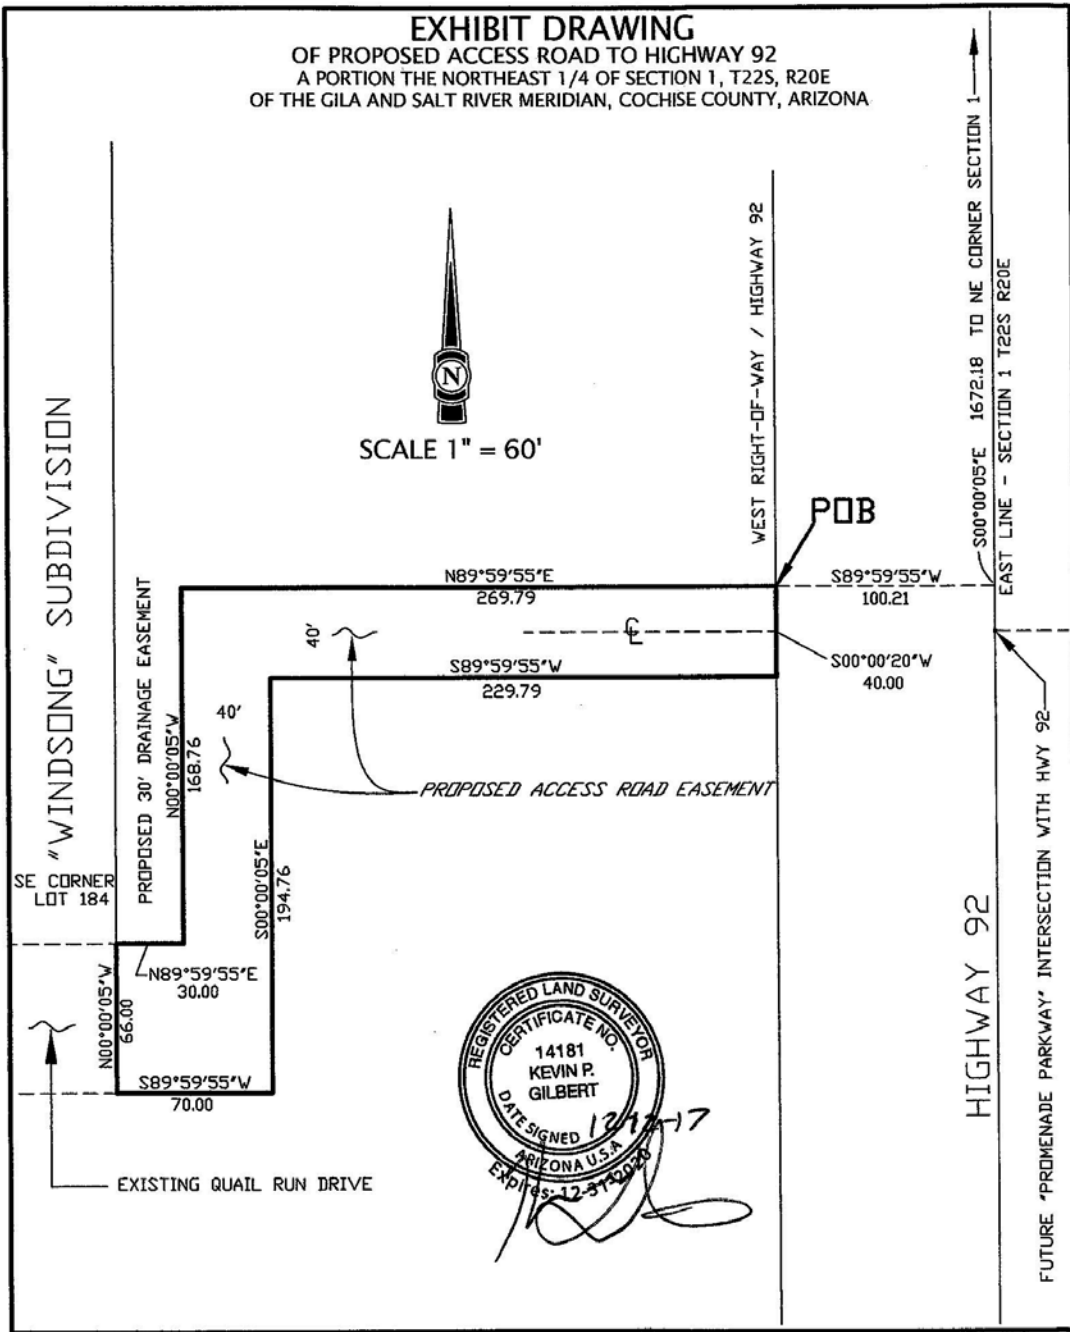 EXHIBIT DRAWING
OF PROPOSED ACCESS ROAD TO HIGHWAY 92
A PORTION THE NORTHEAST 1/4 OF SECTION 1, T22S, R20E
OF THE GILA AND SALT RIVER MERIDIAN, COCHISE COUNTY, ARIZONA
N
SCALE 1" = 60'
"WINDSONG" SUBDIVISION
PROPOSED 30' DRAINAGE EASEMENT
WEST RIGHT-OF-WAY / HIGHWAY 92
S00°00'05"E 1672.18 TO NE CORNER SECTION 1
EAST LINE - SECTION 1 T22S R20E
POB
N89°59'55"E
269.79
S89°59'55"W
100.21
40'
CL
S89°59'55"W
229.79
S00°00'20"W
40.00
40'
N00°00'05"W
168.76
PROPOSED ACCESS ROAD EASEMENT
S00°00'05"E
194.76
SE CORNER
LOT 184
N89°59'55"E
30.00
N00°00'05"W
66.00
S89°59'55"W
70.00
EXISTING QUAIL RUN DRIVE
HIGHWAY 92
FUTURE "PROMENADE PARKWAY" INTERSECTION WITH HWY 92
REGISTERED LAND SURVEYOR
CERTIFICATE NO.
14181
KEVIN P.
GILBERT
DATE SIGNED
ARIZONA U.S.A
Expires: 12-31-2020